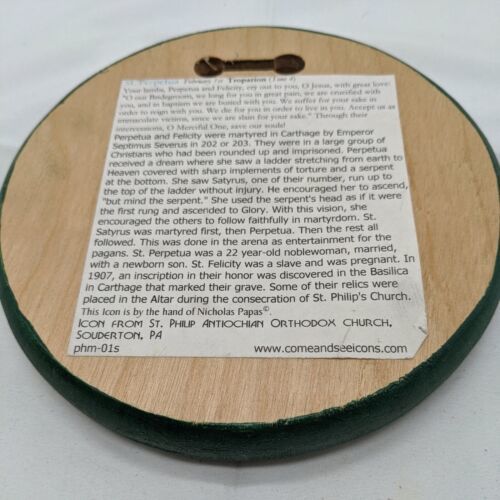 St. Perpetua February 1st Troparion (Tone 4)
Your lambs, Perpetua and Felicity, cry out to you, O Jesus, with great love:
"O our Bridegroom, we long for you in great pain, we are crucified with
you, and in baptism we are buried with you. We suffer for your sake in
order to reign with you. We die for you in order to live in you. Accept us as
immaculate victims, since we are slain for your sake." Through their
intercessions, O Merciful One, save our souls!
Perpetua and Felicity were martyred in Carthage by Emperor
Septimus Severus in 202 or 203. They were in a large group of
Christians who had been rounded up and imprisoned. Perpetua
received a dream where she saw a ladder stretching from earth to
Heaven covered with sharp implements of torture and a serpent
at the bottom. She saw Satyrus, one of their number, run up to
the top of the ladder without injury. He encouraged her to ascend,
"but mind the serpent." She used the serpent's head as if it were
the first rung and ascended to Glory. With this vision, she
encouraged the others to follow faithfully in martyrdom. St.
Satyrus was martyred first, then Perpetua. Then the rest all
followed. This was done in the arena as entertainment for the
pagans. St. Perpetua was a 22 year-old noblewoman, married,
with a newborn son. St. Felicity was a slave and was pregnant. In
1907, an inscription in their honor was discovered in the Basilica
in Carthage that marked their grave. Some of their relics were
placed in the Altar during the consecration of St. Philip's Church.
This Icon is by the hand of Nicholas Papas©.
Icon from St. Philip Antiochian Orthodox Church,
Souderton, PA
phm-01s www.comeandseeicons.com